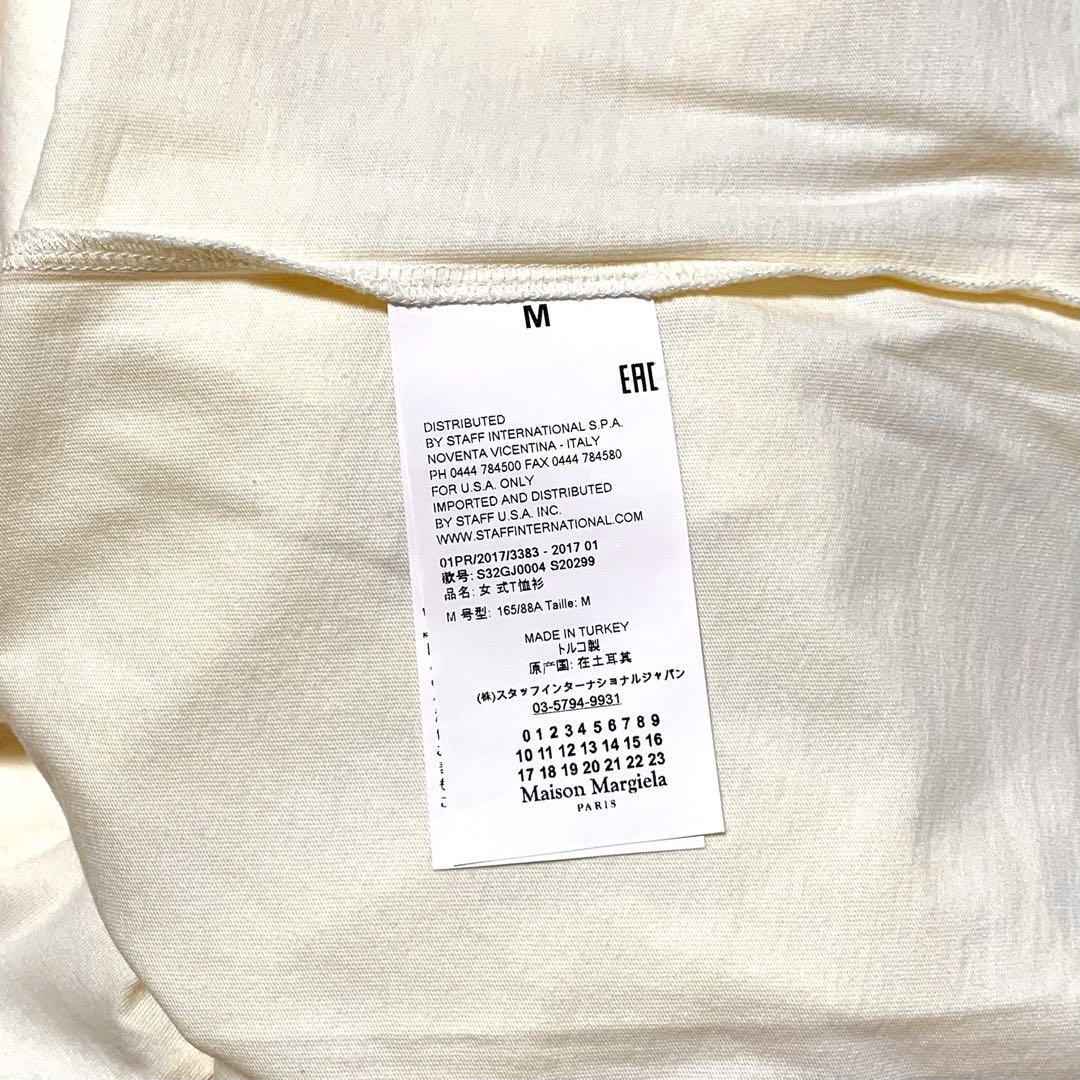 M
EAC
DISTRIBUTED
BY STAFF INTERNATIONAL S.P.A.
NOVENTA VICENTINA - ITALY
PH 0444 784500 FAX 0444 784580
FOR U.S.A. ONLY
IMPORTED AND DISTRIBUTED
BY STAFF U.S.A. INC.
WWW.STAFFINTERNATIONAL.COM
01PR/2017/3383 - 2017 01
款号: S32GJ0004 S20299
品名: 女 式T恤衫
M 号型: 165/88A Taille: M
MADE IN TURKEY
トルコ製
原产国: 在土耳其
(株)スタッフインターナショナルジャパン
03-5794-9931
0 1 2 3 4 5 6 7 8 9
10 11 12 13 14 15 16
17 18 19 20 21 22 23
Maison Margiela
PARIS